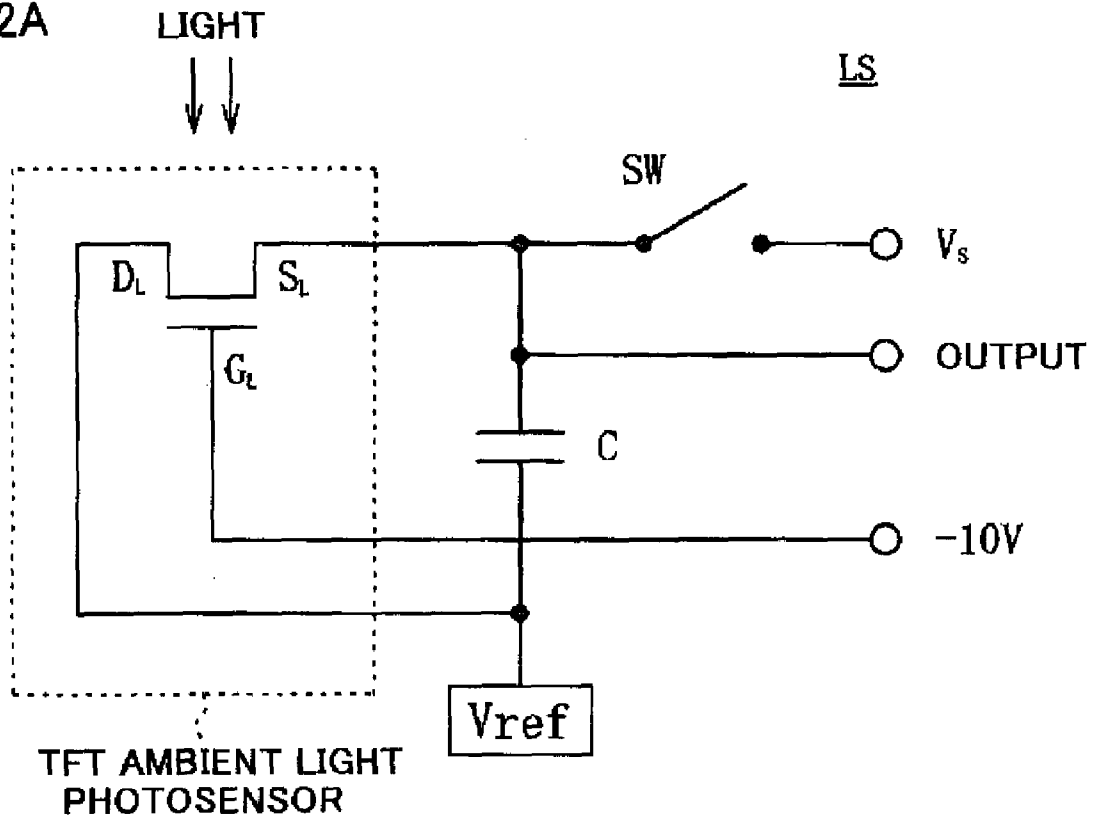 2A
LIGHT
LS
SW
Vs
DL
SL
GL
OUTPUT
C
-10V
Vref
TFT AMBIENT LIGHT
PHOTOSENSOR